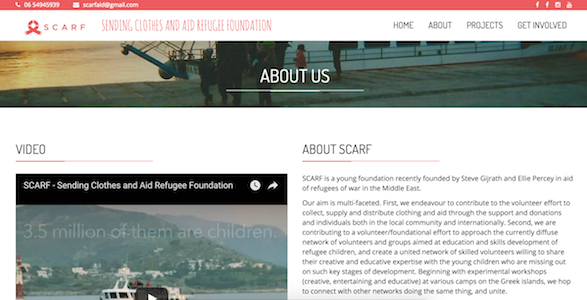 06 54945939 scarfaid@gmail.com
SCARF SENDING CLOTHES AND AID REFUGEE FOUNDATION HOME ABOUT PROJECTS GET INVOLVED
ABOUT US
VIDEO
SCARF - Sending Clothes and Aid Refugee Foundation
3.5 million of them are children.
ABOUT SCARF
SCARF is a young foundation recently founded by Steve Gijrath and Ellie Percey in aid
of refugees of war in the Middle East.
Our aim is multi-faceted. First, we endeavour to contribute to the volunteer effort to
collect, supply and distribute clothing and aid through the support and donations
and individuals both in the local community and internationally. Second, we are
contributing to a volunteer/foundational effort to approach the currently diffuse
network of volunteers and groups aimed at education and skills development of
refugee children, and create a united network of skilled volunteers willing to share
their creative and educative expertise with the young children who are missing out
on such key stages of development. Beginning with experimental workshops
(creative, entertaining and educative) at various camps on the Greek islands, we hop
to connect with other networks doing the same thing, and unite.